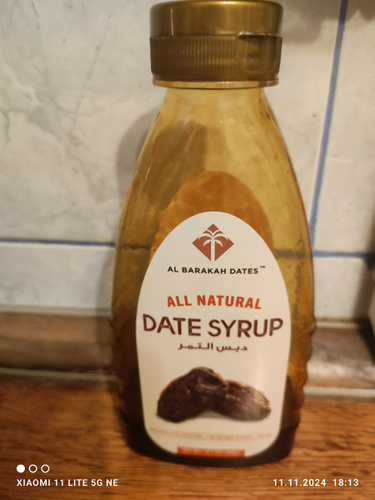 AL BARAKAH DATES™
ALL NATURAL
DATE SYRUP
دبس التمر
XIAOMI 11 LITE 5G NE
11.11.2024 18:13